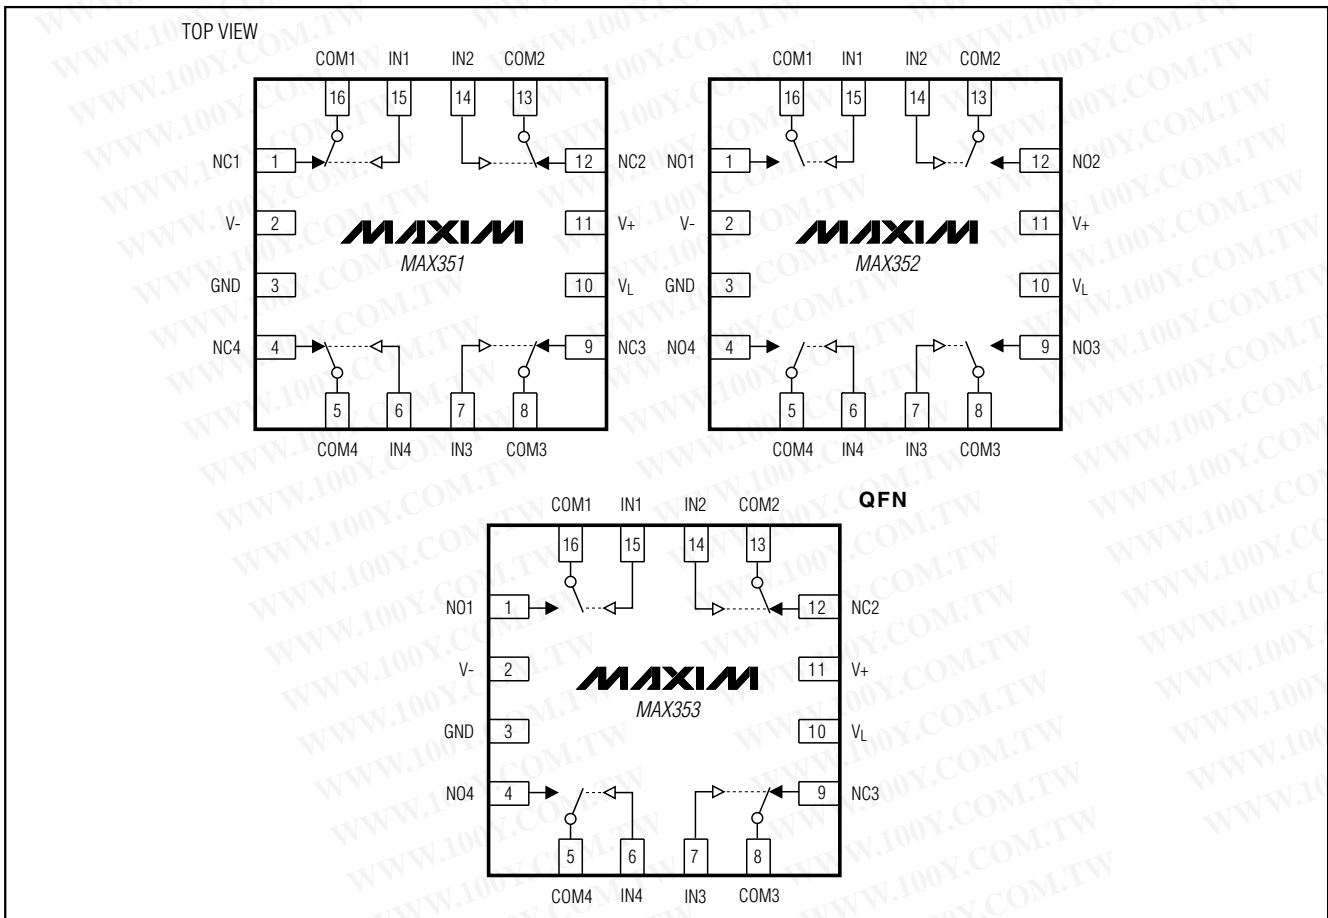 TOP VIEW
COM1 IN1 IN2 COM2
16 15 14 13
NC1 1 12 NC2
V- 2 11 V+
MAXIM
MAX351
GND 3 10 VL
NC4 4 9 NC3
5 6 7 8
COM4 IN4 IN3 COM3
COM1 IN1 IN2 COM2
16 15 14 13
NO1 1 12 NO2
V- 2 11 V+
MAXIM
MAX352
GND 3 10 VL
NO4 4 9 NO3
5 6 7 8
COM4 IN4 IN3 COM3
QFN
COM1 IN1 IN2 COM2
16 15 14 13
NO1 1 12 NC2
V- 2 11 V+
MAXIM
MAX353
GND 3 10 VL
NO4 4 9 NC3
5 6 7 8
COM4 IN4 IN3 COM3
WWW.100Y.COM.TW